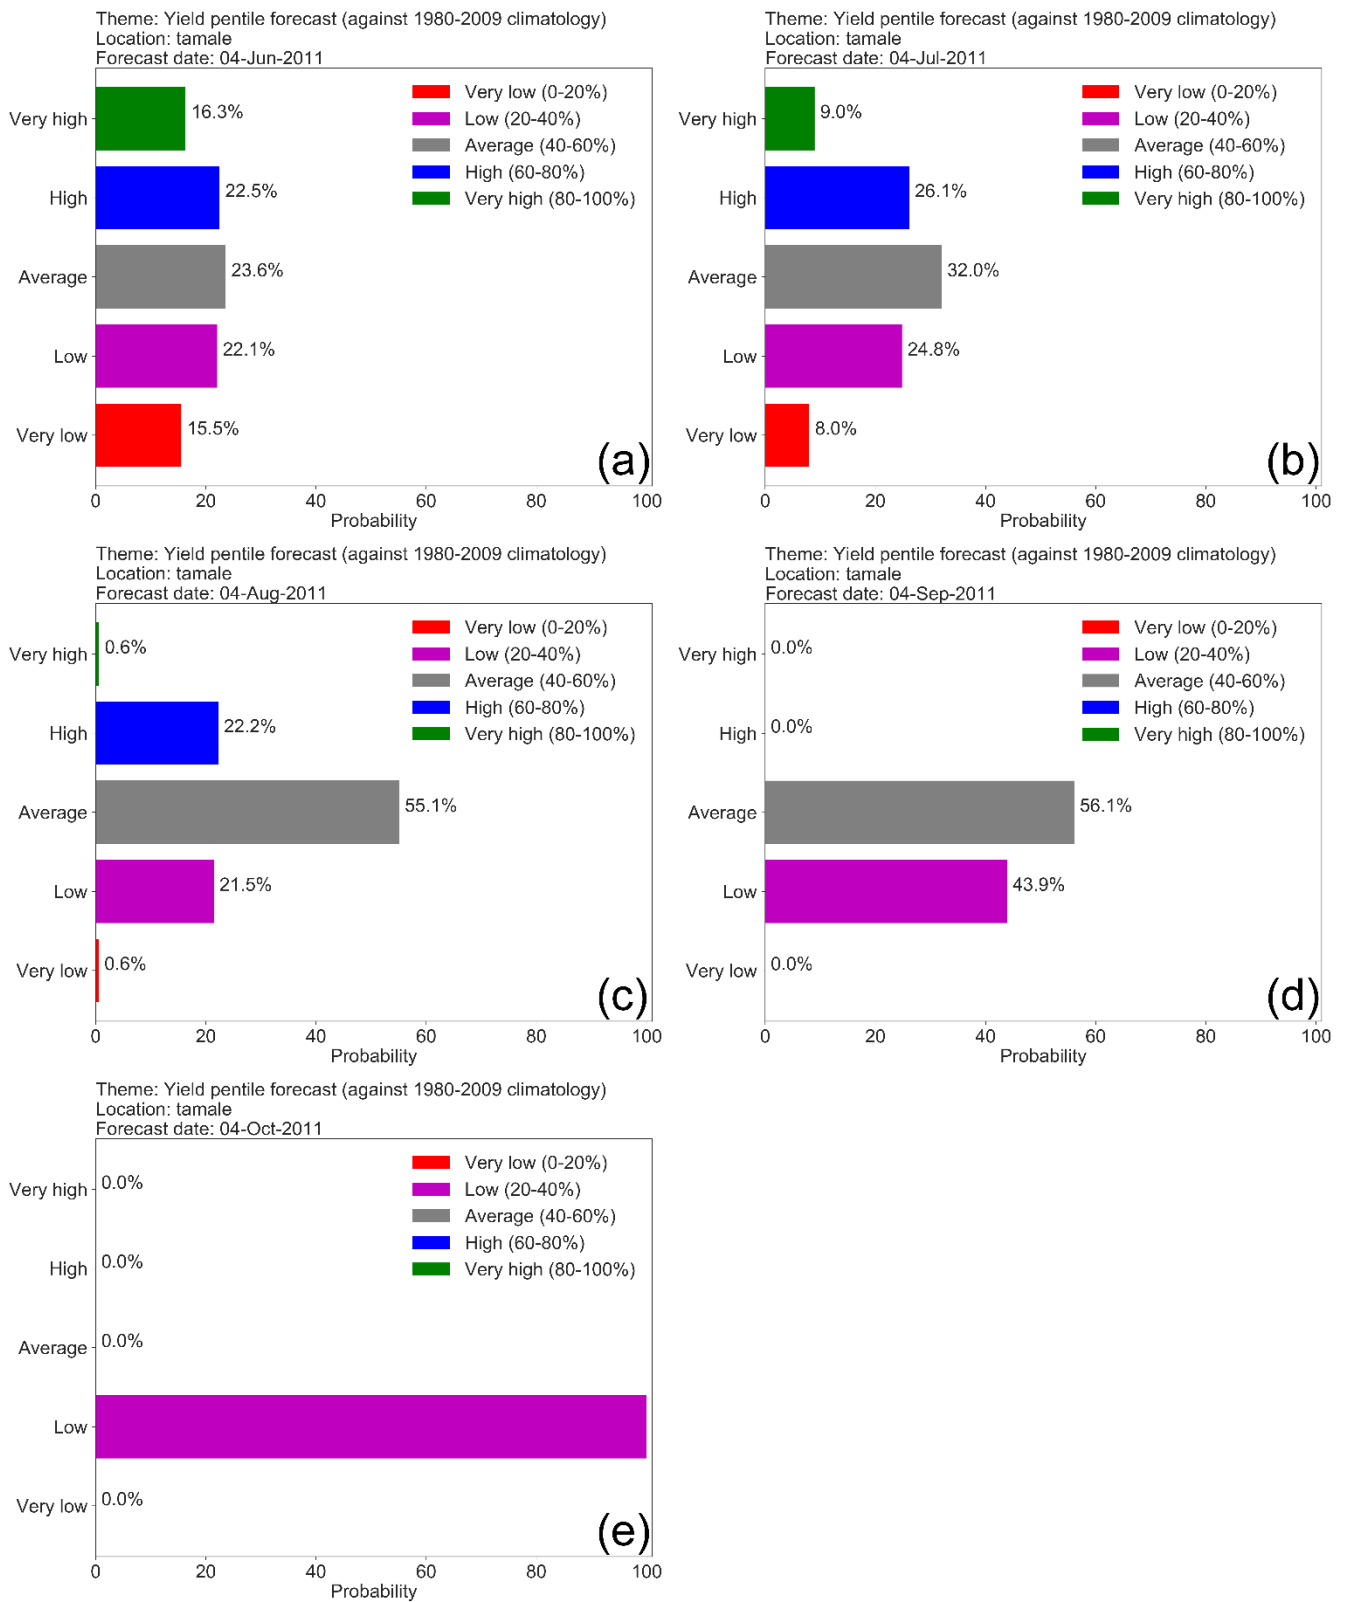 Theme: Yield pentile forecast (against 1980-2009 climatology)
Location: tamale
Forecast date: 04-Jun-2011
Very low (0-20%)
Low (20-40%)
Average (40-60%)
High (60-80%)
Very high (80-100%)
Very high
16.3%
High
22.5%
Average
23.6%
Low
22.1%
Very low
15.5%
(a)
0 20 40 60 80 100
Probability
Theme: Yield pentile forecast (against 1980-2009 climatology)
Location: tamale
Forecast date: 04-Jul-2011
Very low (0-20%)
Low (20-40%)
Average (40-60%)
High (60-80%)
Very high (80-100%)
Very high
9.0%
High
26.1%
Average
32.0%
Low
24.8%
Very low
8.0%
(b)
0 20 40 60 80 100
Probability
Theme: Yield pentile forecast (against 1980-2009 climatology)
Location: tamale
Forecast date: 04-Aug-2011
Very low (0-20%)
Low (20-40%)
Average (40-60%)
High (60-80%)
Very high (80-100%)
Very high
0.6%
High
22.2%
Average
55.1%
Low
21.5%
Very low
0.6%
(c)
0 20 40 60 80 100
Probability
Theme: Yield pentile forecast (against 1980-2009 climatology)
Location: tamale
Forecast date: 04-Sep-2011
Very low (0-20%)
Low (20-40%)
Average (40-60%)
High (60-80%)
Very high (80-100%)
Very high
0.0%
High
0.0%
Average
56.1%
Low
43.9%
Very low
0.0%
(d)
0 20 40 60 80 100
Probability
Theme: Yield pentile forecast (against 1980-2009 climatology)
Location: tamale
Forecast date: 04-Oct-2011
Very low (0-20%)
Low (20-40%)
Average (40-60%)
High (60-80%)
Very high (80-100%)
Very high
0.0%
High
0.0%
Average
0.0%
Low
Very low
0.0%
(e)
0 20 40 60 80 100
Probability